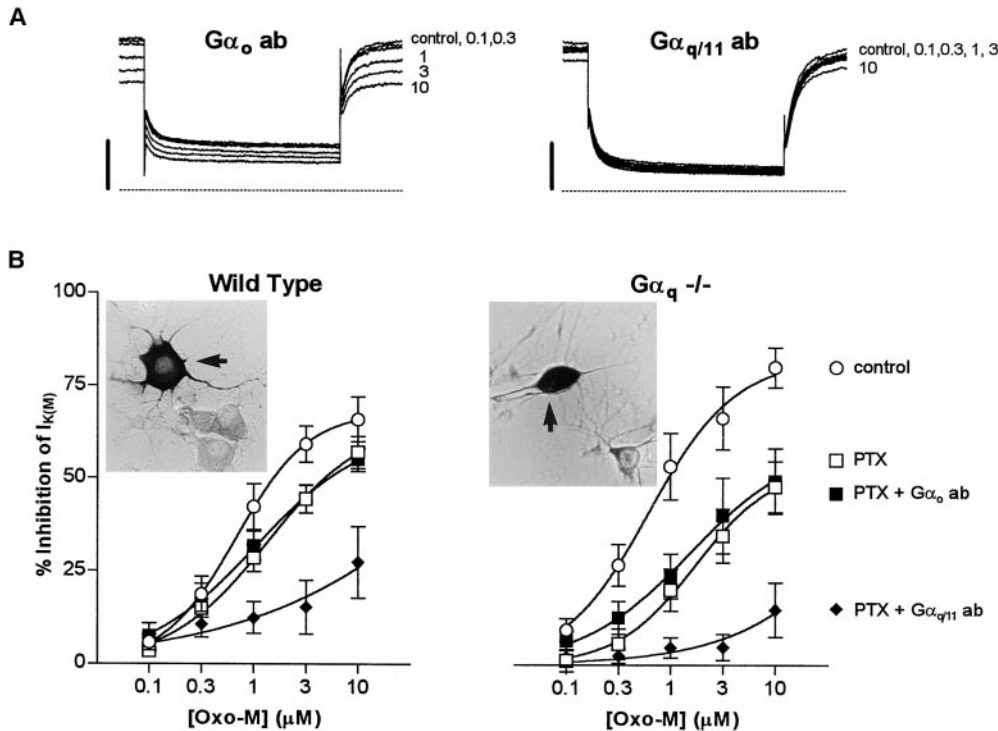 A
Gαo ab
control, 0.1,0.3
1
3
10
Gαq/11 ab
control, 0.1,0.3, 1, 3
10
B
Wild Type
Gαq -/-
% Inhibition of IK(M)
100
75
50
25
0
0.1 0.3 1 3 10
[Oxo-M] (μM)
0.1 0.3 1 3 10
[Oxo-M] (μM)
control
PTX
PTX + Gαo ab
PTX + Gαq/11 ab